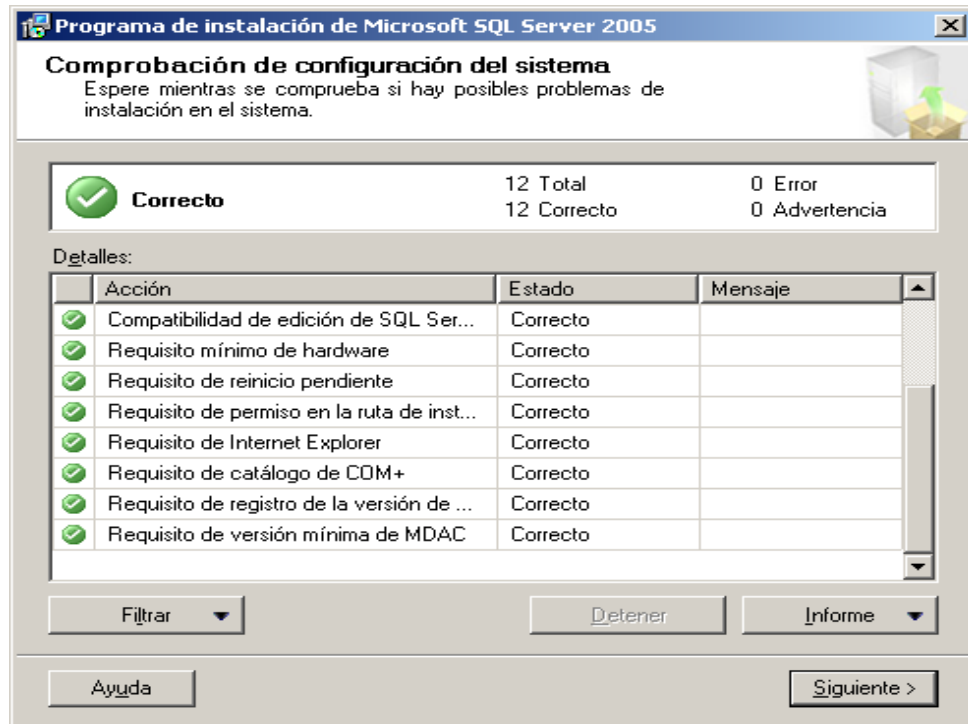 Programa de instalación de Microsoft SQL Server 2005
Comprobación de configuración del sistema
Espere mientras se comprueba si hay posibles problemas de
instalación en el sistema.
Correcto
12 Total
0 Error
12 Correcto
0 Advertencia
Detalles:
Acción Estado Mensaje
Compatibilidad de edición de SQL Ser... Correcto
Requisito mínimo de hardware Correcto
Requisito de reinicio pendiente Correcto
Requisito de permiso en la ruta de inst... Correcto
Requisito de Internet Explorer Correcto
Requisito de catálogo de COM+ Correcto
Requisito de registro de la versión de ... Correcto
Requisito de versión mínima de MDAC Correcto
Filtrar Detener Informe
Ayuda Siguiente >